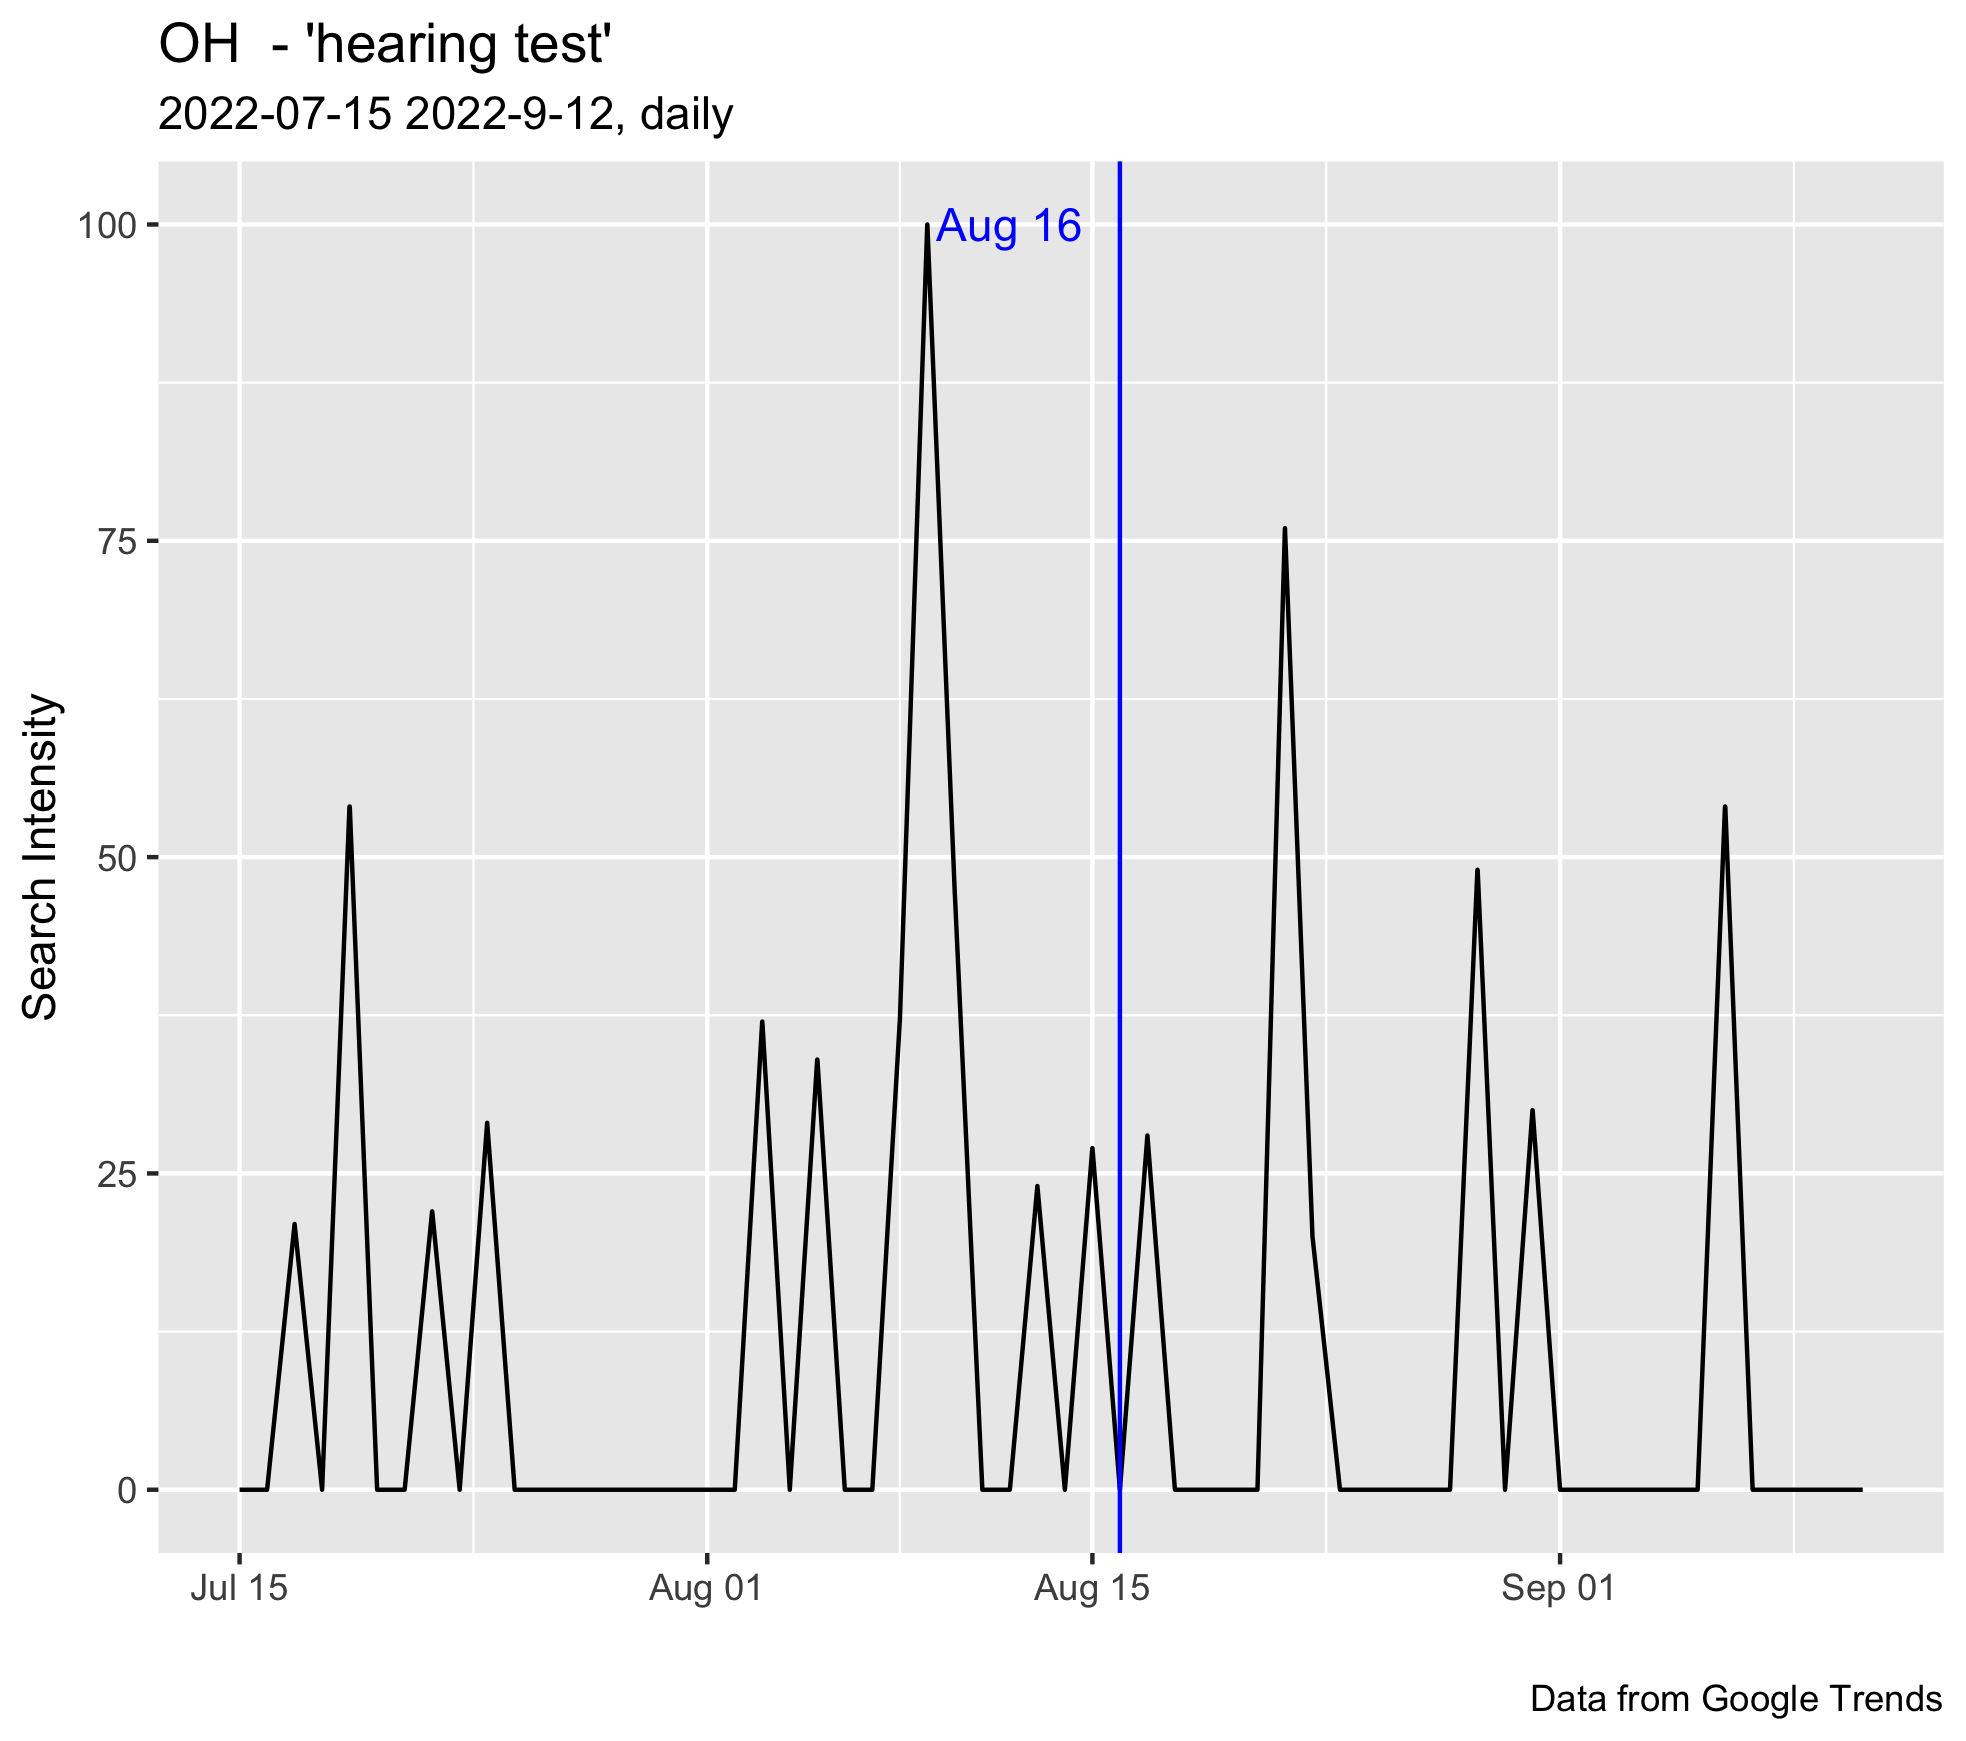 OH  - 'hearing test'
2022-07-15 2022-9-12, daily
Search Intensity
100
75
50
25
0
Aug 16
Jul 15
Aug 01
Aug 15
Sep 01
Data from Google Trends